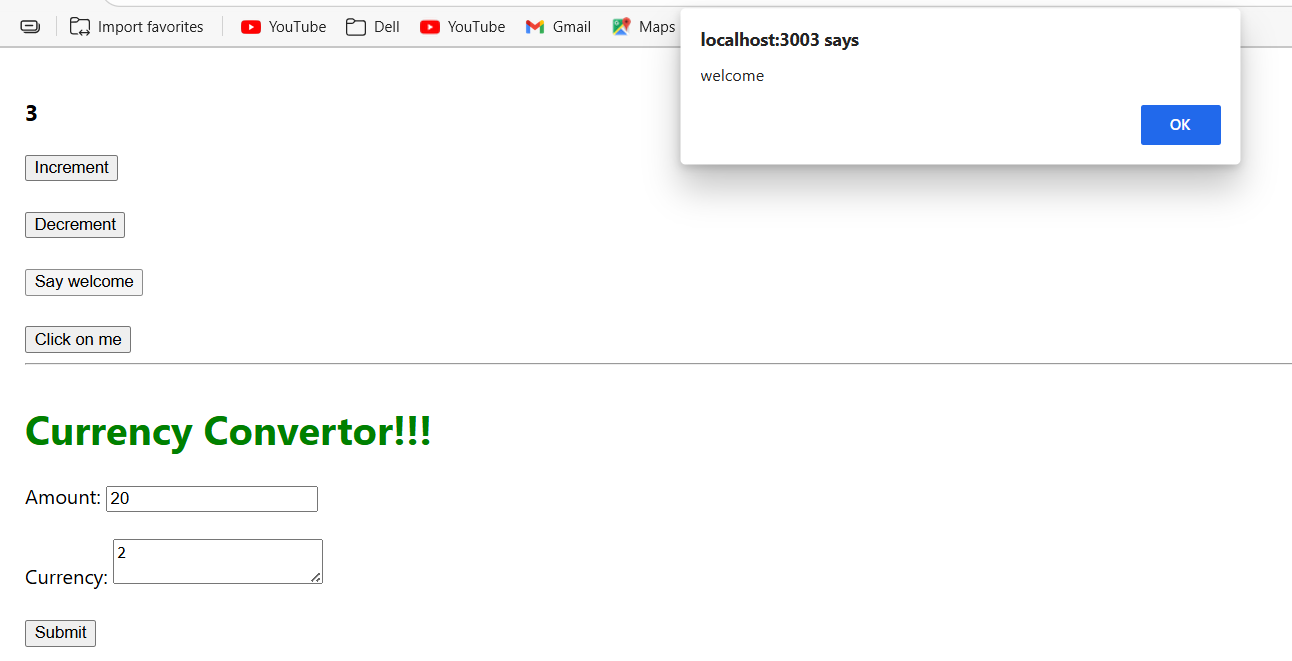 Import favorites YouTube Dell YouTube Gmail Maps
localhost:3003 says
welcome
OK
3
Increment
Decrement
Say welcome
Click on me
Currency Convertor!!!
Amount: 20
Currency: 2
Submit